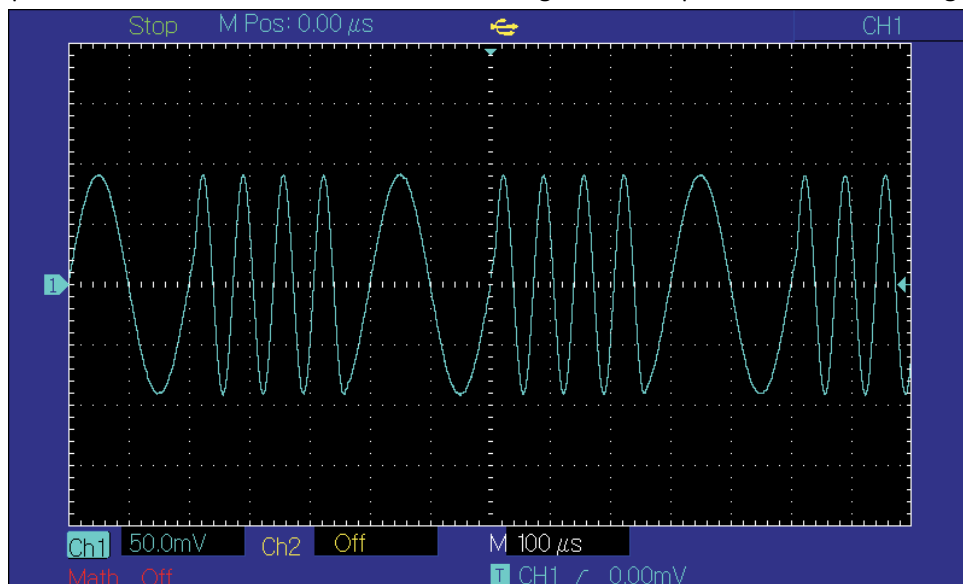 Stop M Pos: 0.00 μs CH1
1
Ch1 50.0mV Ch2 Off M 100 μs
Math Off T CH1 0.00mV